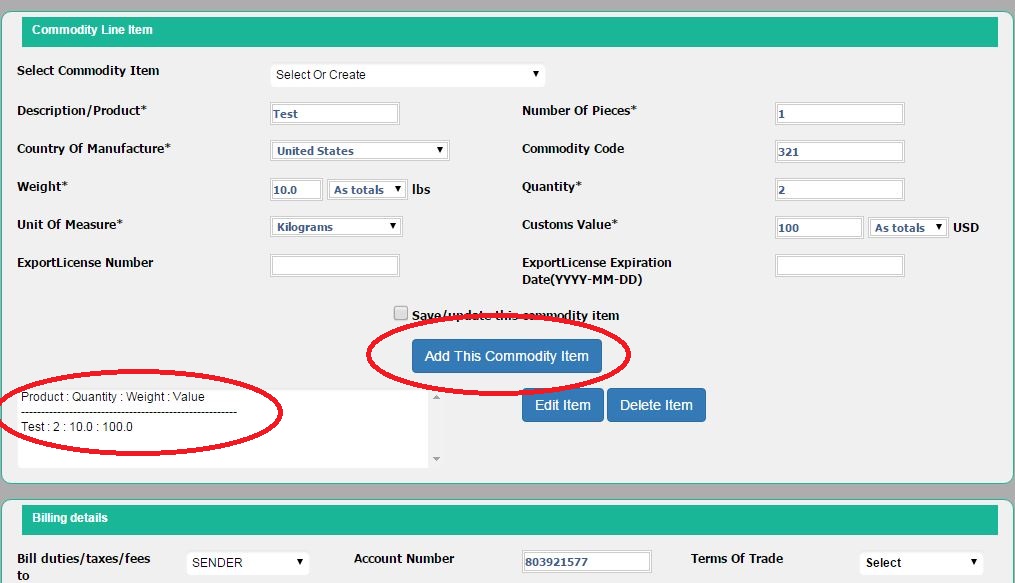 Commodity Line Item
Select Commodity Item Select Or Create
Description/Product* Test Number Of Pieces* 1
Country Of Manufacture* United States Commodity Code 321
Weight* 10.0 As totals lbs Quantity* 2
Unit Of Measure* Kilograms Customs Value* 100 As totals USD
ExportLicense Number ExportLicense Expiration
Date(YYYY-MM-DD)
Save/update this commodity item
Add This Commodity Item
Product : Quantity : Weight : Value
Edit Item Delete Item
------------------------------------------------------
Test : 2 : 10.0 : 100.0
Billing details
Bill duties/taxes/fees SENDER Account Number 803921577 Terms Of Trade Select
to